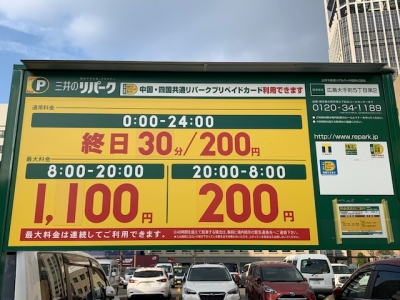 P 三井のリパーク
中国・四国共通リパークプリペイドカード利用できます
通常料金
0:00-24:00
終日 30分/200円
最大料金
8:00-20:00
1,100円
20:00-8:00
200円
最大料金は連続してご利用できます。
広島大手町5丁目第2
0120-34-1189
http://www.repark.jp